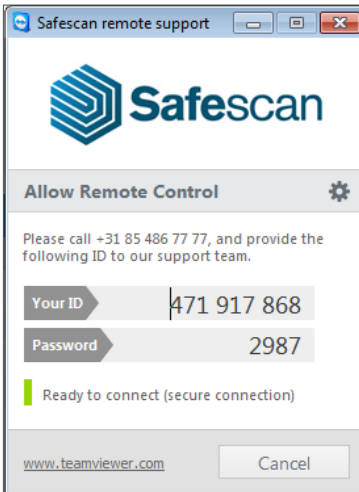 Safescan remote support
Safescan
Allow Remote Control
Please call +31 85 486 77 77, and provide the
following ID to our support team.
Your ID 471 917 868
Password 2987
Ready to connect (secure connection)
www.teamviewer.com Cancel